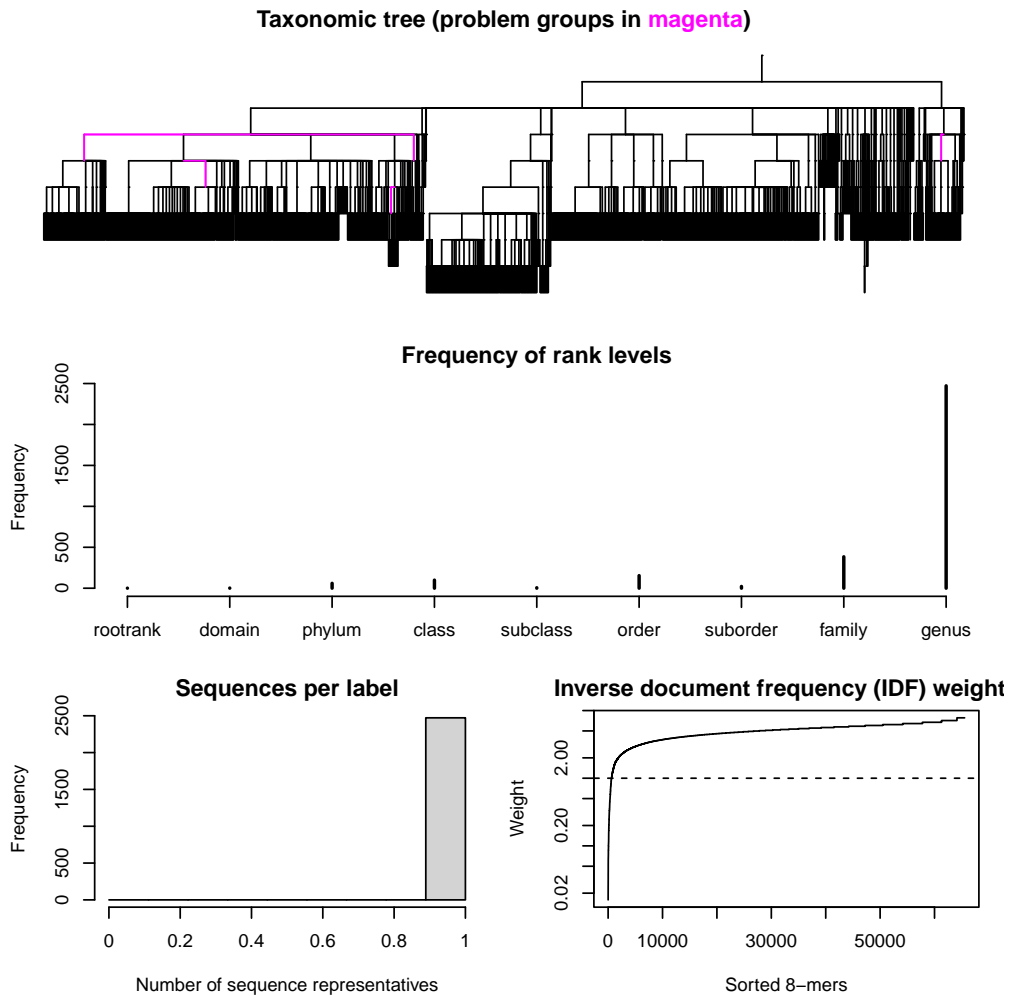 Taxonomic tree (problem groups in magenta)
Frequency of rank levels
Frequency
2500
1500
500
0
rootrank domain phylum class subclass order suborder family genus
Sequences per label
Frequency
2500
1500
500
0
0 0.2 0.4 0.6 0.8 1
Number of sequence representatives
Inverse document frequency (IDF) weight
Weight
2.00
0.20
0.02
0 10000 30000 50000
Sorted 8−mers